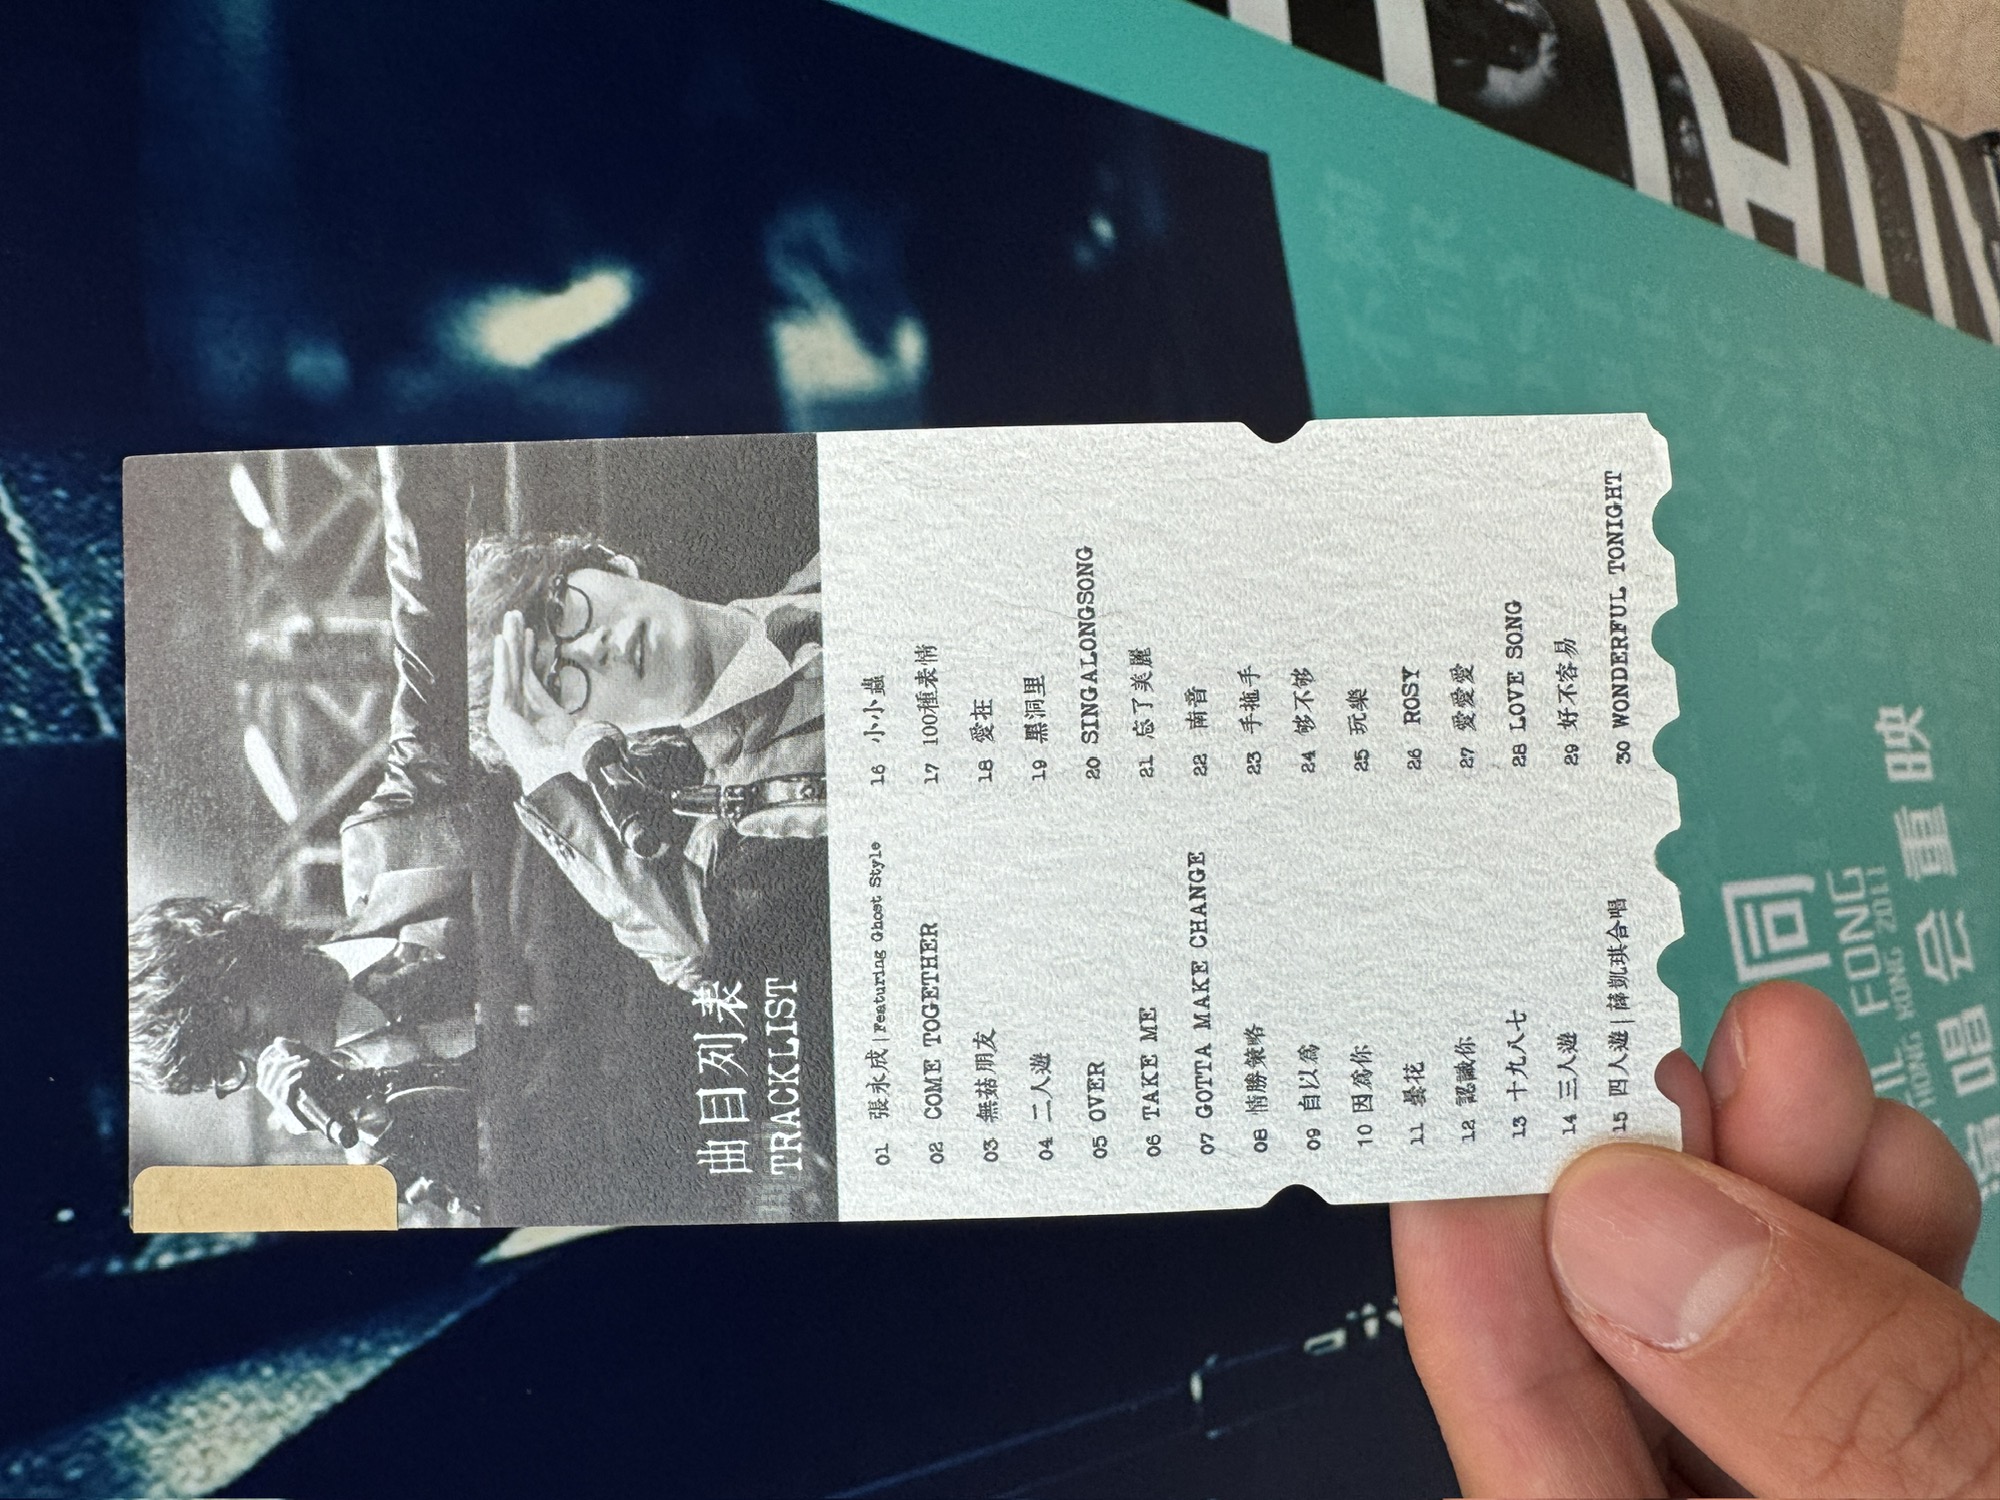 曲目列表
TRACKLIST
01 張永成|Featuring Ghost Style
02 COME TOGETHER
03 無菇朋友
04 二人遊
05 OVER
06 TAKE ME
07 GOTTA MAKE CHANGE
08 情勝策略
09 自以為
10 因為你
11 曇花
12 認識你
13 十九八七
14 三人遊
15 四人遊|薛凱琪合唱
16 小小蟲
17 100種表情
18 愛在
19 黑洞里
20 SINGALONGSONG
21 忘了美麗
22 南音
23 手拖手
24 够不够
25 玩樂
26 ROSY
27 愛愛愛
28 LOVE SONG
29 好不容易
30 WONDERFUL TONIGHT
同
FONG
HONG KONG 2011
演唱会重映